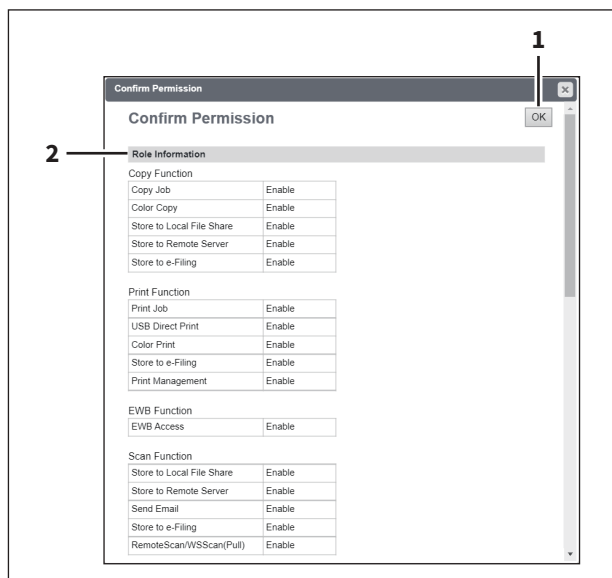 1
Confirm Permission
Confirm Permission
OK
2
Role Information
Copy Function
Copy Job Enable
Color Copy Enable
Store to Local File Share Enable
Store to Remote Server Enable
Store to e-Filing Enable
Print Function
Print Job Enable
USB Direct Print Enable
Color Print Enable
Store to e-Filing Enable
Print Management Enable
EWB Function
EWB Access Enable
Scan Function
Store to Local File Share Enable
Store to Remote Server Enable
Send Email Enable
Store to e-Filing Enable
RemoteScan/WSScan(Pull) Enable